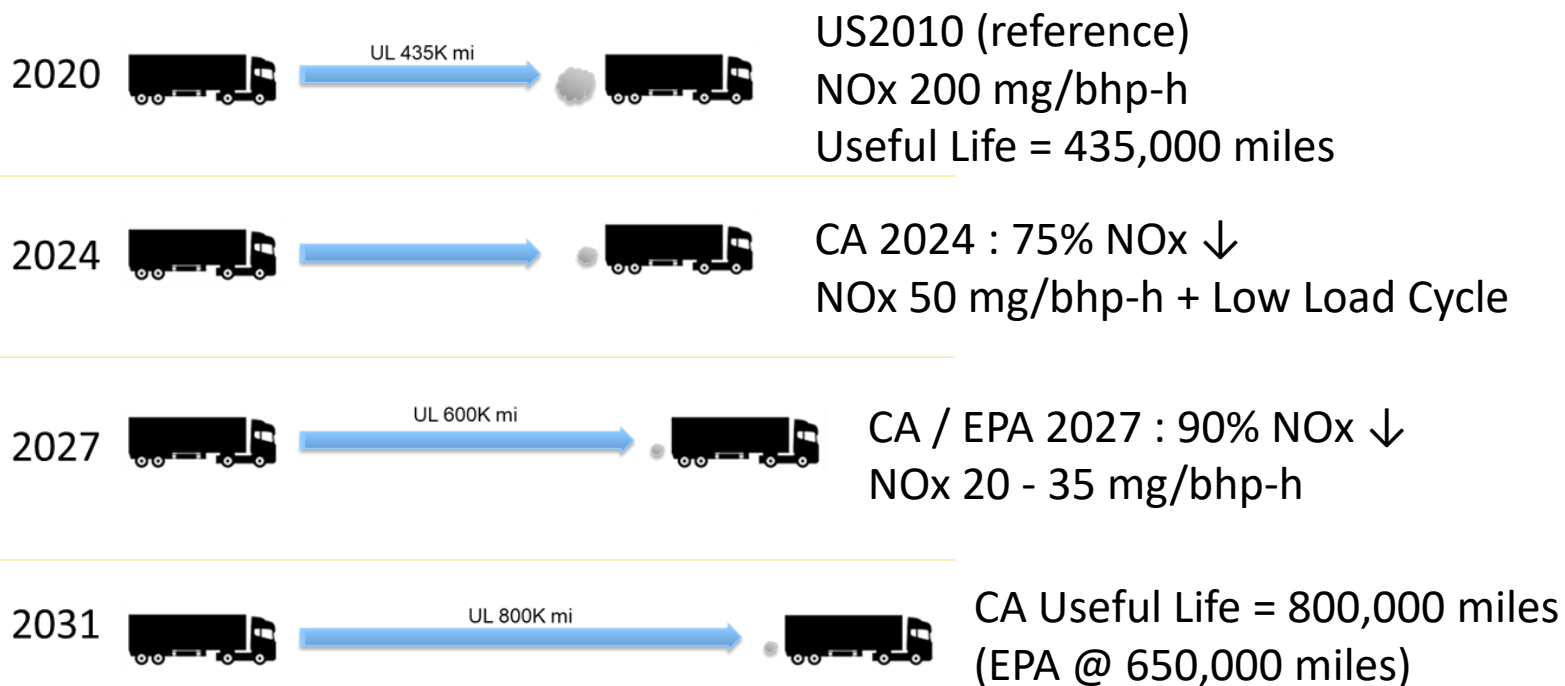 2020
UL 435K mi
US2010 (reference)
NOx 200 mg/bhp-h
Useful Life = 435,000 miles
2024
CA 2024 : 75% NOx ↓
NOx 50 mg/bhp-h + Low Load Cycle
2027
UL 600K mi
CA / EPA 2027 : 90% NOx ↓
NOx 20 - 35 mg/bhp-h
2031
UL 800K mi
CA Useful Life = 800,000 miles
(EPA @ 650,000 miles)